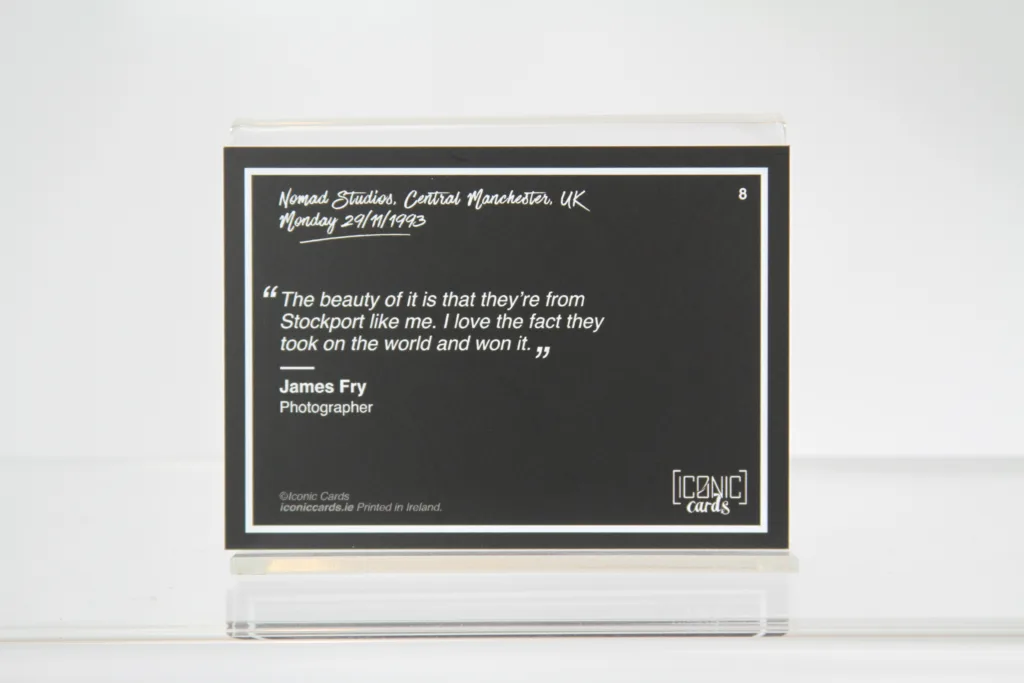 Nomad Studios, Central Manchester, UK
Monday 29/11/1993
8
“The beauty of it is that they're from
Stockport like me. I love the fact they
took on the world and won it.”
James Fry
Photographer
©Iconic Cards
iconiccards.ie Printed in Ireland.
[ICONIC]
cards